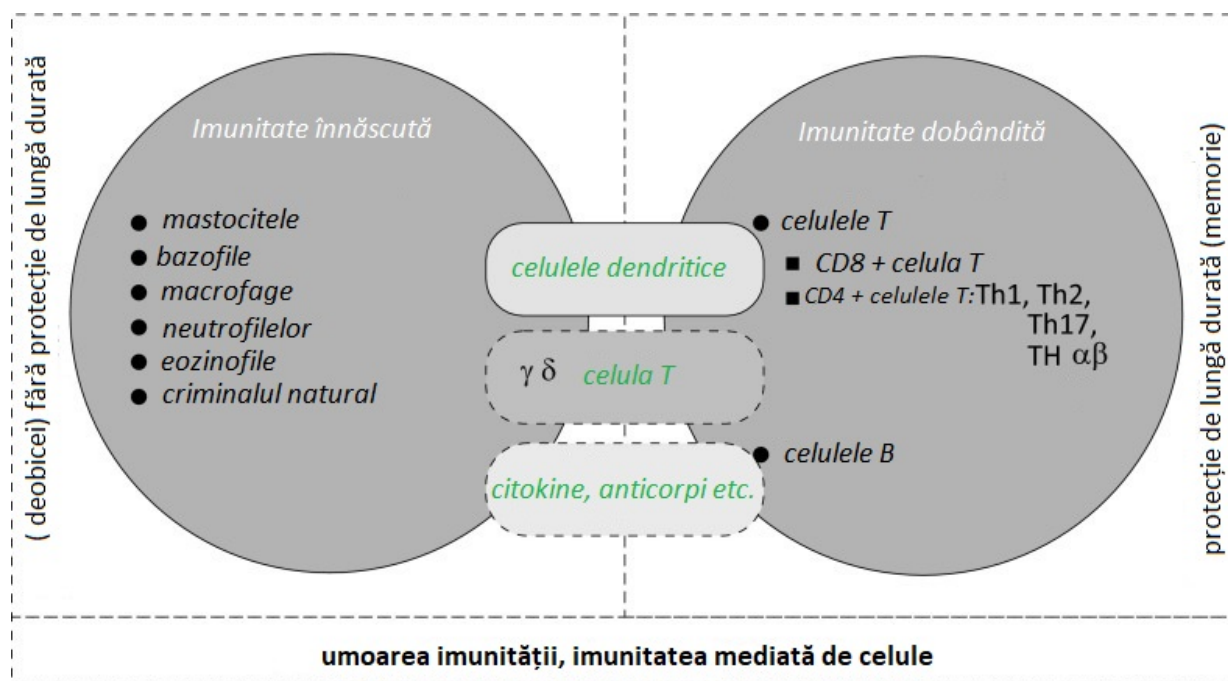 ( deobicei) fără protecție de lungă durată
Imunitate înnăscută
mastocitele
bazofile
macrofage
neutrofilelor
eozinofile
criminalul natural
celulele dendritice
γ δ celula T
citokine, anticorpi etc.
Imunitate dobândită
celulele T
CD8 + celula T
CD4 + celulele T: Th1, Th2,
Th17,
TH αβ
celulele B
protecție de lungă durată (memorie)
umoarea imunității, imunitatea mediată de celule